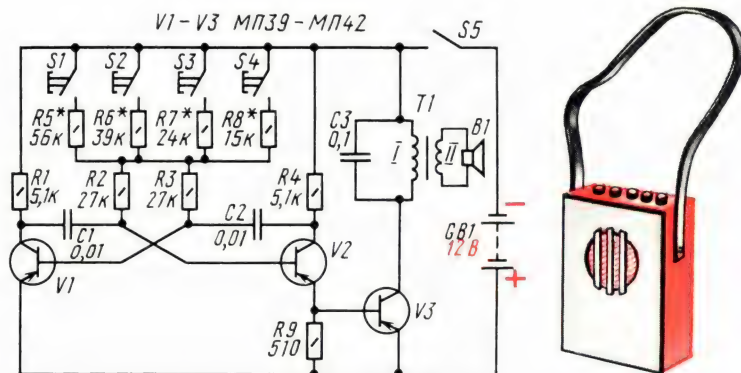 V1-V3 МП39-МП42
S5
S1 S2 S3 S4
R5* R6* R7* R8*
56к 39к 24к 15к
T1
C3
0,1
I II
B1
R1
5,1к
R2
27к
R3
27к
R4
5,1к
C1
0,01
C2
0,01
V1
V2
V3
R9
510
GB1
12 В
−
+